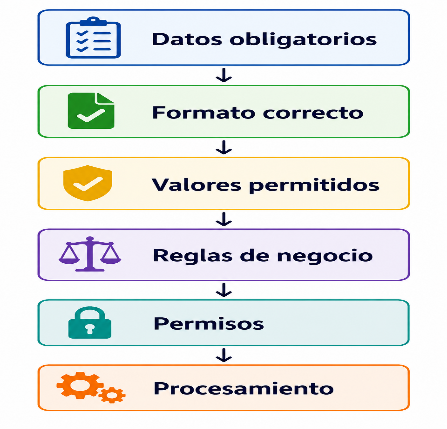 Datos obligatorios
Formato correcto
Valores permitidos
Reglas de negocio
Permisos
Procesamiento